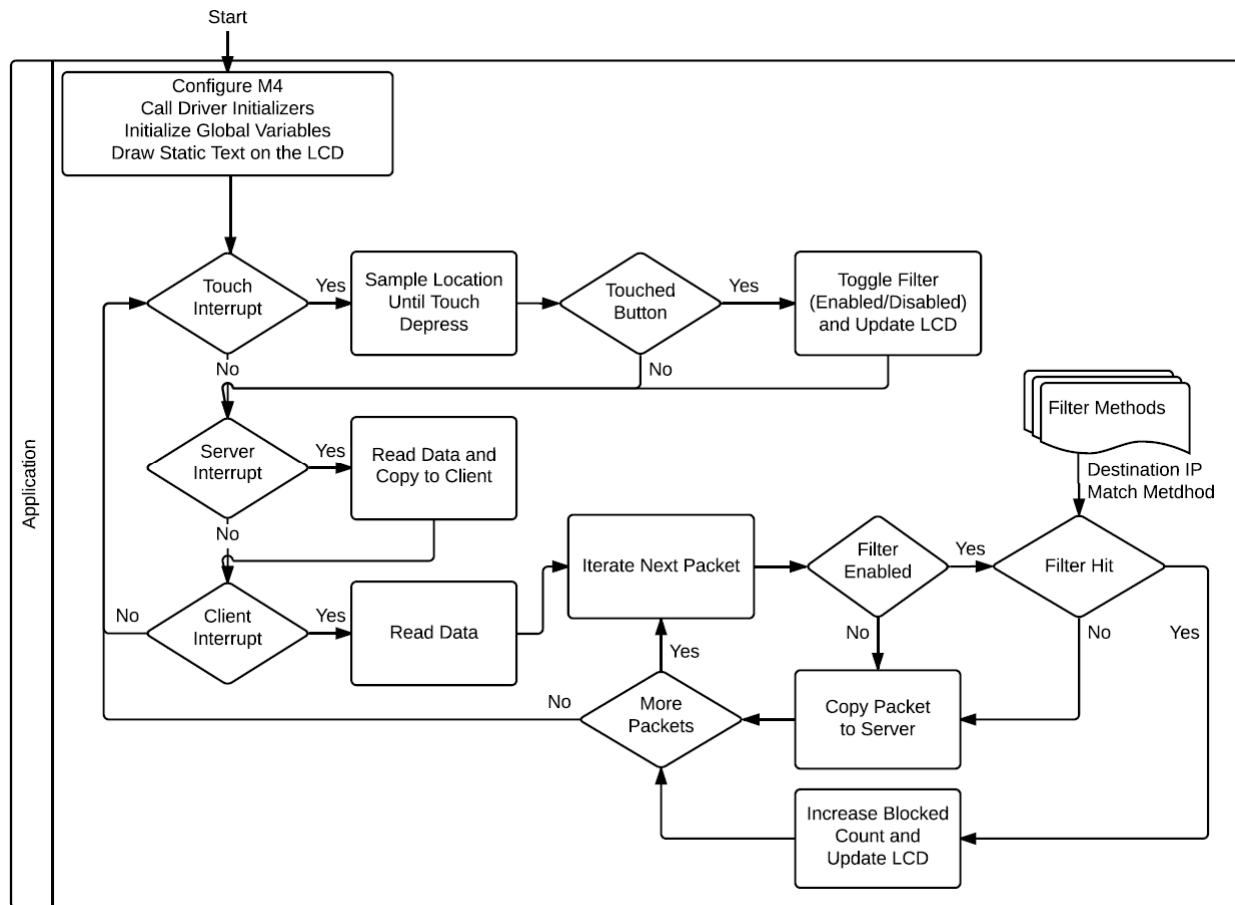 Start
Application
Configure M4
Call Driver Initializers
Initialize Global Variables
Draw Static Text on the LCD
Touch
Interrupt
Yes
Sample Location
Until Touch
Depress
Touched
Button
Yes
Toggle Filter
(Enabled/Disabled)
and Update LCD
No
No
Filter Methods
Destination IP
Match Metdhod
Server
Interrupt
Yes
Read Data and
Copy to Client
No
Client
Interrupt
No
Yes
Read Data
Iterate Next Packet
Filter
Enabled
Yes
Filter Hit
No
No
Yes
Yes
More
Packets
No
Copy Packet
to Server
Increase Blocked
Count and
Update LCD